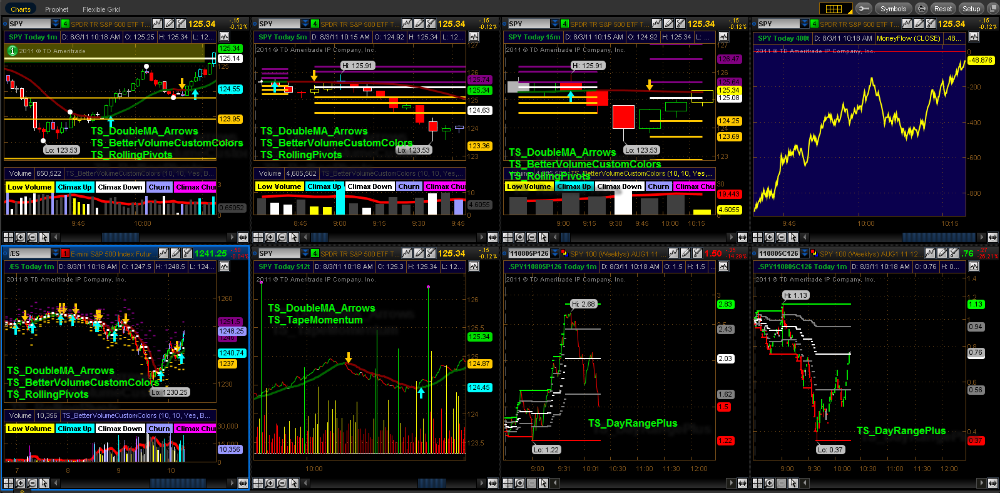 Charts Prophet Flexible Grid
Symbols Reset Setup
SPY 4 SPDR TR S&P 500 ETF T... 125.34 -.15 -0.12%
SPY Today 1m D: 8/3/11 10:18 AM O: 125.25 H: 125.34 L:...
2011 © TD Ameritrade
125.34
125.14
125
124.55
123.95
Lo: 123.53
TS_DoubleMA_Arrows
TS_BetterVolumeCustomColors
TS_RollingPivots
Volume 650,522 TS_BetterVolumeCustomColors (10, 10, Yes, B...
Low Volume Climax Up Climax Down Churn Climax Chu
3
0.65052
0
9:45 10:00
SPY 4 SPDR TR S&P 500 ETF T... 125.34 -.15 -0.12%
SPY Today 5m D: 8/3/11 10:15 AM O: 124.92 H: 125.34 L:...
2011 © TD Ameritrade IP Company, Inc.
127
Hi: 125.91
126
125.74
125.34
125
124.63
124
123.36
123
TS_DoubleMA_Arrows
TS_BetterVolumeCustomColors
Lo: 123.53
TS_RollingPivots
Volume 4,605,502 TS_BetterVolumeCustomColors (10, 10, Yes,...
Low Volume Climax Up Climax Down Churn Climax Ch
10
4.6055
0
8:45 9:00 9:15 9:30 9:45
SPY 4 SPDR TR S&P 500 ETF T... 125.34 -.15 -0.12%
SPY Today 15m D: 8/3/11 10:15 AM O: 124.92 H: 125.34 L:...
2011 © TD Ameritrade IP Company, Inc.
127
126.47
Hi: 125.91
125.64
125.34
125.08
124.25
123.69
123
Lo: 123.53
TS_DoubleMA_Arrows
TS_BetterVolumeCustomColors
TS_RollingPivots
TS_BetterVolumeCustomColors (10, 10, Yes,...
Low Volume Climax Up Climax Down Churn Climax Ch
30
19.443
4.6055
0
9:00 9:15 9:30 9:45 10:00 10:15
SPY 4 SPDR TR S&P 500 ETF T... 125.34 -.15 -0.12%
SPY Today 400t D: 8/3/11 10:18 AM MoneyFlow (CLOSE) -48...
2011 © TD Ameritrade IP Company, Inc.
0
-48.876
-200
-400
-600
-800
9:45 10:00 10:15
/ES 1 E-mini S&P 500 Index Futur... 1241.25 -.50 -0.04%
/ES Today 1m D: 8/3/11 10:18 AM O: 1247.5 H: 1248.5 L: 124...
2011 © TD Ameritrade IP Company, Inc.
1260
1251.5
1248.25
1240.74
1237
1230
TS_DoubleMA_Arrows
TS_BetterVolumeCustomColors
TS_RollingPivots
Lo: 1230.25
Volume 10,356 TS_BetterVolumeCustomColors (10, 10, Yes, B...
Low Volume Climax Up Climax Down Churn Climax Chu
30,000
10,356
0
7 8 9 10
SPY 4 SPDR TR S&P 500 ETF T... 125.34 -.15 -0.12%
SPY Today 512t D: 8/3/11 10:18 AM O: 125.3 H: 125.34 L: 12...
2011 © TD Ameritrade IP Company, Inc.
TS_DoubleMA_Arrows
TS_TapeMomentum
126
125.5
125.34
125
124.87
124.45
124
123.5
10:00
'110805P126 SPY 100 (Weeklys) AUG1 11 ... 1.50 -.25 -14.29%
.SPY110805P126 Today 1m D: 8/3/11 10:18 AM O: 1.5 H: 1.5 ...
2011 © TD Ameritrade IP Company, Inc.
3
2.83
Hi: 2.68
2.43
2.03
1.62
1.5
1.22
TS_DayRangePlus
Lo: 1.22
9:00 9:31 10:01 10:30 11:00 11:30 12:00
110805C126 SPY 100 (Weeklys) AUG1 11 12... .76 -.27 -26.21%
.SPY110805C126 Today 1m D: 8/3/11 10:18 AM O: 0.76 H: 0...
2011 © TD Ameritrade IP Company, Inc.
1.4
1.2
Hi: 1.13
1.13
0.94
0.8
0.76
0.6
0.56
0.4
0.37
TS_DayRangePlus
Lo: 0.37
9:00 9:30 10:00 10:30 11:00 11:30 12:00